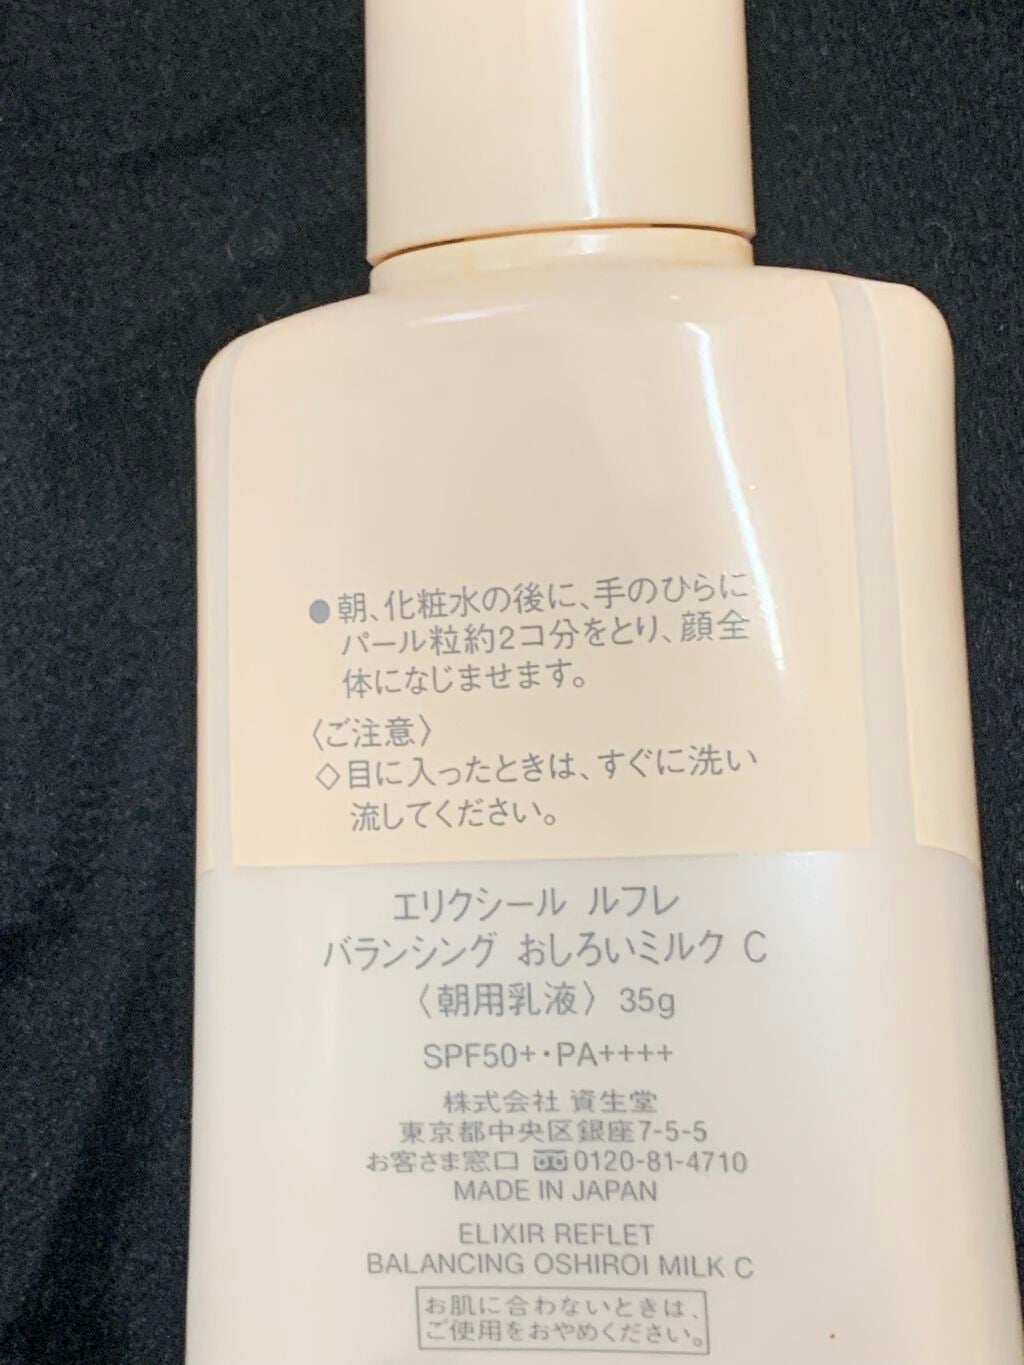 ●朝、化粧水の後に、手のひらに
パール粒約2コ分をとり、顔全
体になじませます。
〈ご注意〉
◇目に入ったときは、すぐに洗い
流してください。
エリクシール ルフレ
バランシング おしろいミルク C
〈朝用乳液〉 35g
SPF50+・PA++++
株式会社 資生堂
東京都中央区銀座7-5-5
お客さま窓口 0120-81-4710
MADE IN JAPAN
ELIXIR REFLET
BALANCING OSHIROI MILK C
お肌に合わないときは、
ご使用をおやめください。